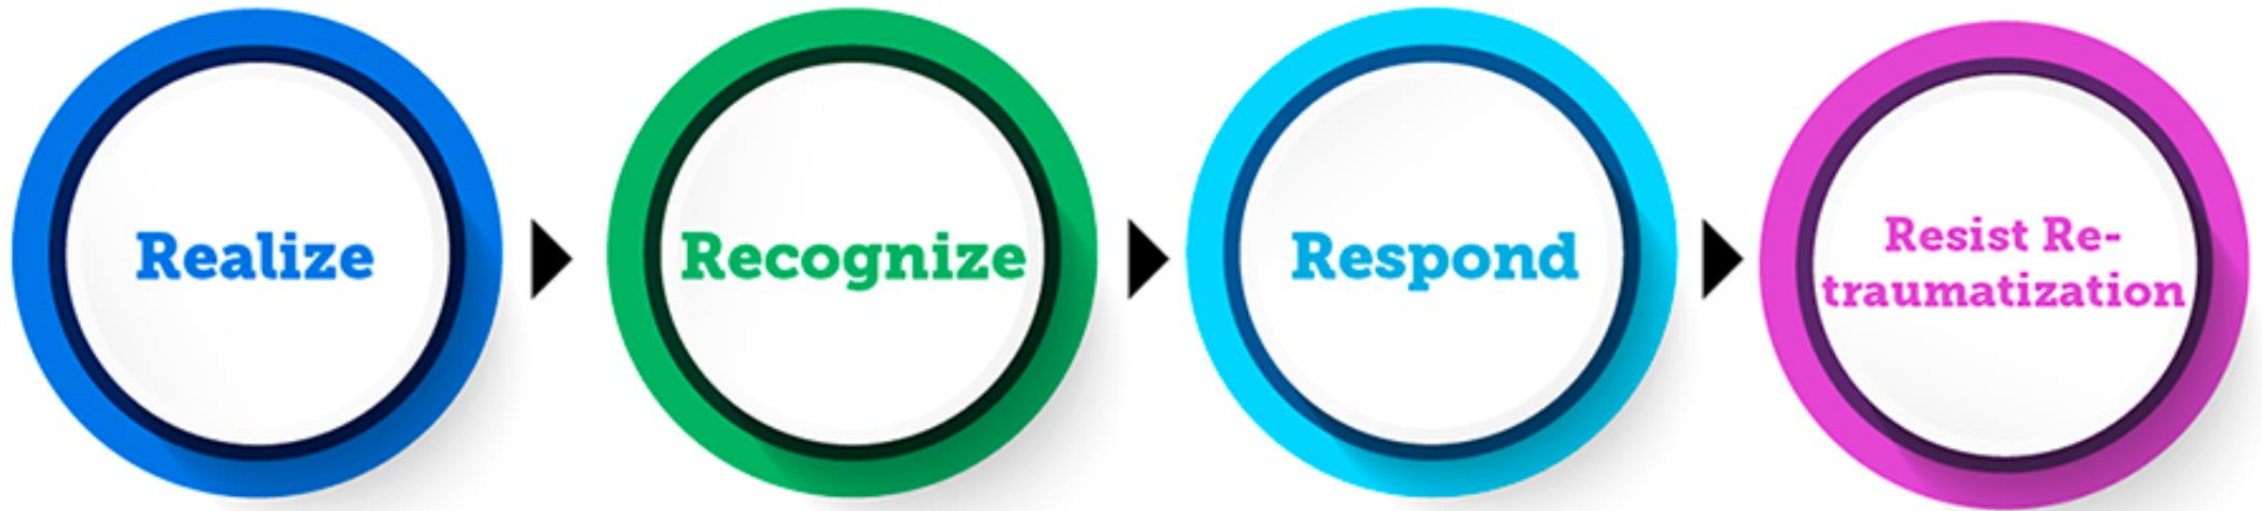 Realize
Recognize
Respond
Resist Re-
traumatization